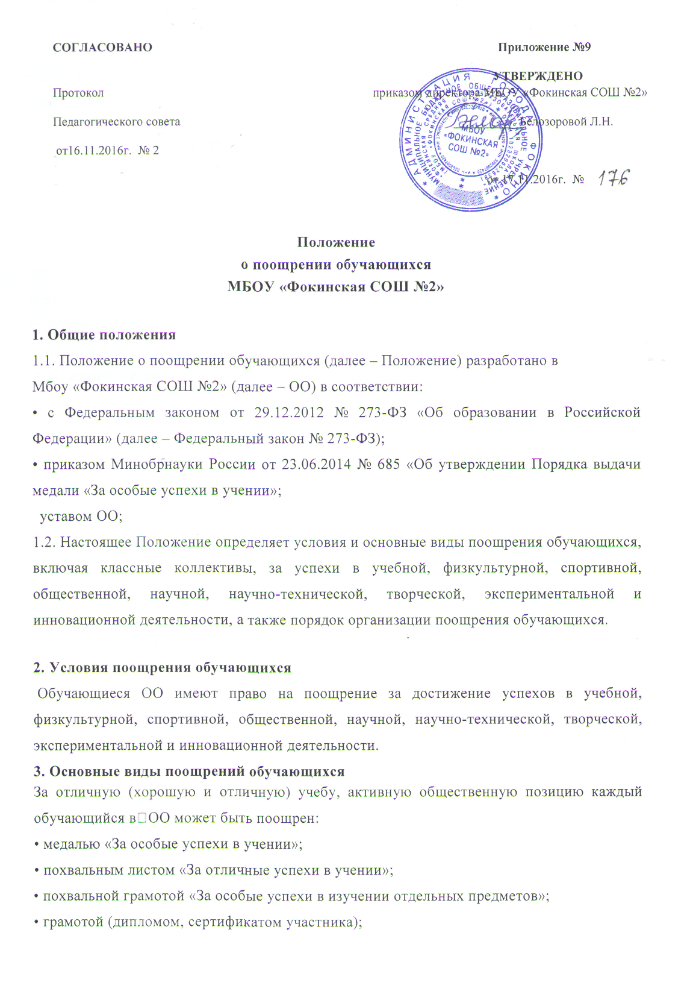 СОГЛАСОВАНО
Приложение №9
УТВЕРЖДЕНО
Протокол
приказом директора МБОУ «Фокинская СОШ №2»
Педагогического совета
Белозоровой Л.Н.
от16.11.2016г. № 2
от 17.11.2016г. № 176
АДМИНИСТРАЦИЯ ГОРОДА ФОКИНО
МБОУ
«ФОКИНСКАЯ
СОШ №2»
Положение
о поощрении обучающихся
МБОУ «Фокинская СОШ №2»
1. Общие положения
1.1. Положение о поощрении обучающихся (далее – Положение) разработано в
Мбоу «Фокинская СОШ №2» (далее – ОО) в соответствии:
• с Федеральным законом от 29.12.2012 № 273-ФЗ «Об образовании в Российской
Федерации» (далее – Федеральный закон № 273-ФЗ);
• приказом Минобрнауки России от 23.06.2014 № 685 «Об утверждении Порядка выдачи
медали «За особые успехи в учении»;
уставом ОО;
1.2. Настоящее Положение определяет условия и основные виды поощрения обучающихся,
включая классные коллективы, за успехи в учебной, физкультурной, спортивной,
общественной, научной, научно-технической, творческой, экспериментальной и
инновационной деятельности, а также порядок организации поощрения обучающихся.
2. Условия поощрения обучающихся
Обучающиеся ОО имеют право на поощрение за достижение успехов в учебной,
физкультурной, спортивной, общественной, научной, научно-технической, творческой,
экспериментальной и инновационной деятельности.
3. Основные виды поощрений обучающихся
За отличную (хорошую и отличную) учебу, активную общественную позицию каждый
обучающийся в ОО может быть поощрен:
• медалью «За особые успехи в учении»;
• похвальным листом «За отличные успехи в учении»;
• похвальной грамотой «За особые успехи в изучении отдельных предметов»;
• грамотой (дипломом, сертификатом участника);